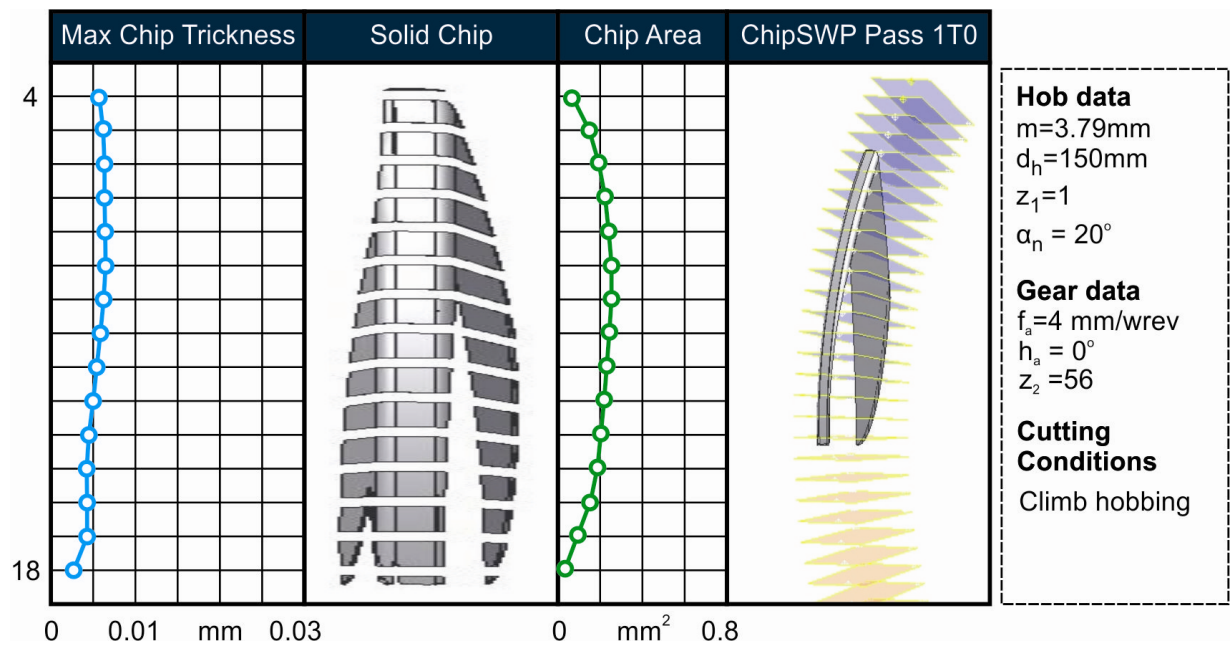 Max Chip Trickness
Solid Chip
Chip Area
ChipSWP Pass 1T0
4
18
0
0.01
mm
0.03
0
mm²
0.8
Hob data
m=3.79mm
dₕ=150mm
z₁=1
αₙ = 20°
Gear data
fₐ=4 mm/wrev
hₐ = 0°
z₂ =56
Cutting
Conditions
Climb hobbing